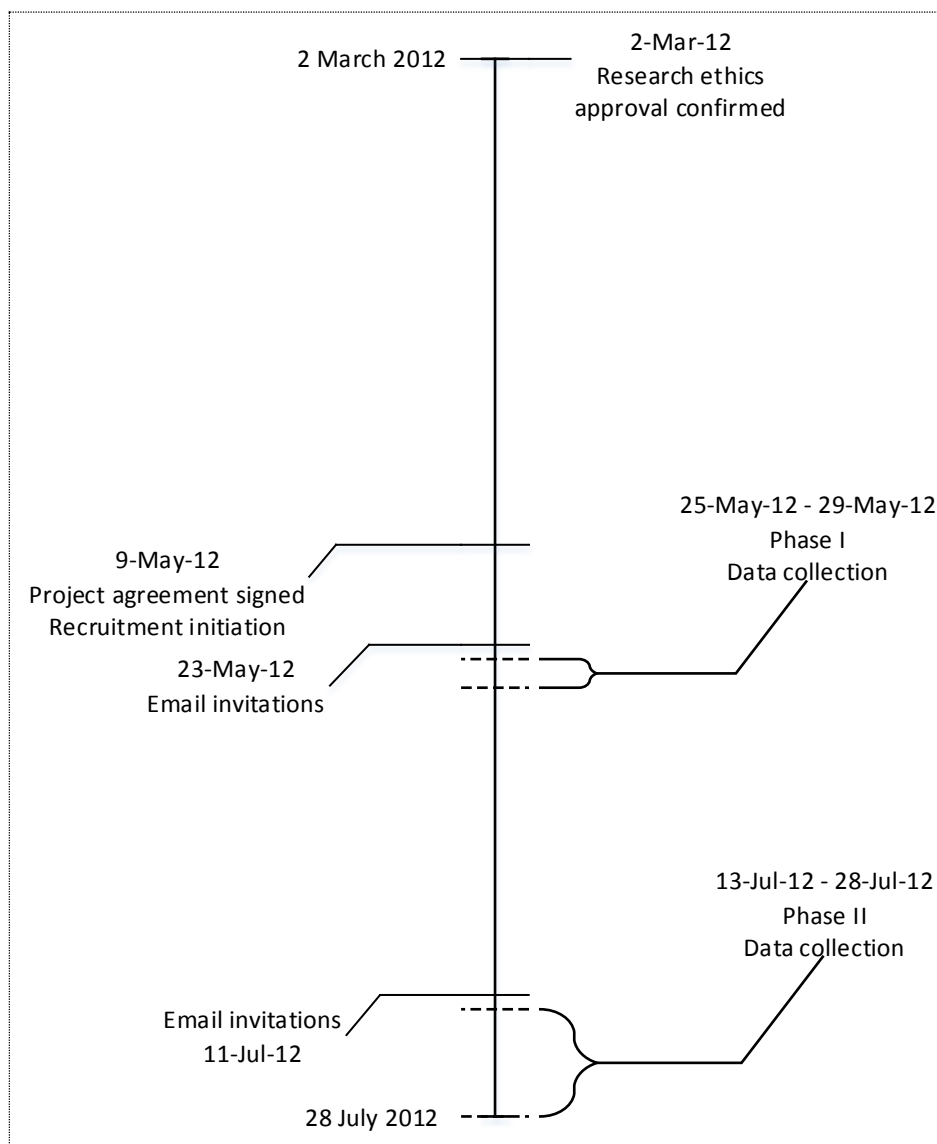 2 March 2012
2-Mar-12
Research ethics
approval confirmed
25-May-12 - 29-May-12
Phase I
Data collection
9-May-12
Project agreement signed
Recruitment initiation
23-May-12
Email invitations
13-Jul-12 - 28-Jul-12
Phase II
Data collection
Email invitations
11-Jul-12
28 July 2012